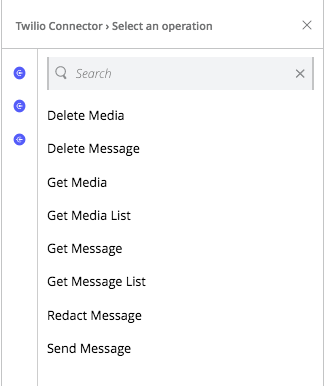 Twilio Connector › Select an operation
Search
Delete Media
Delete Message
Get Media
Get Media List
Get Message
Get Message List
Redact Message
Send Message